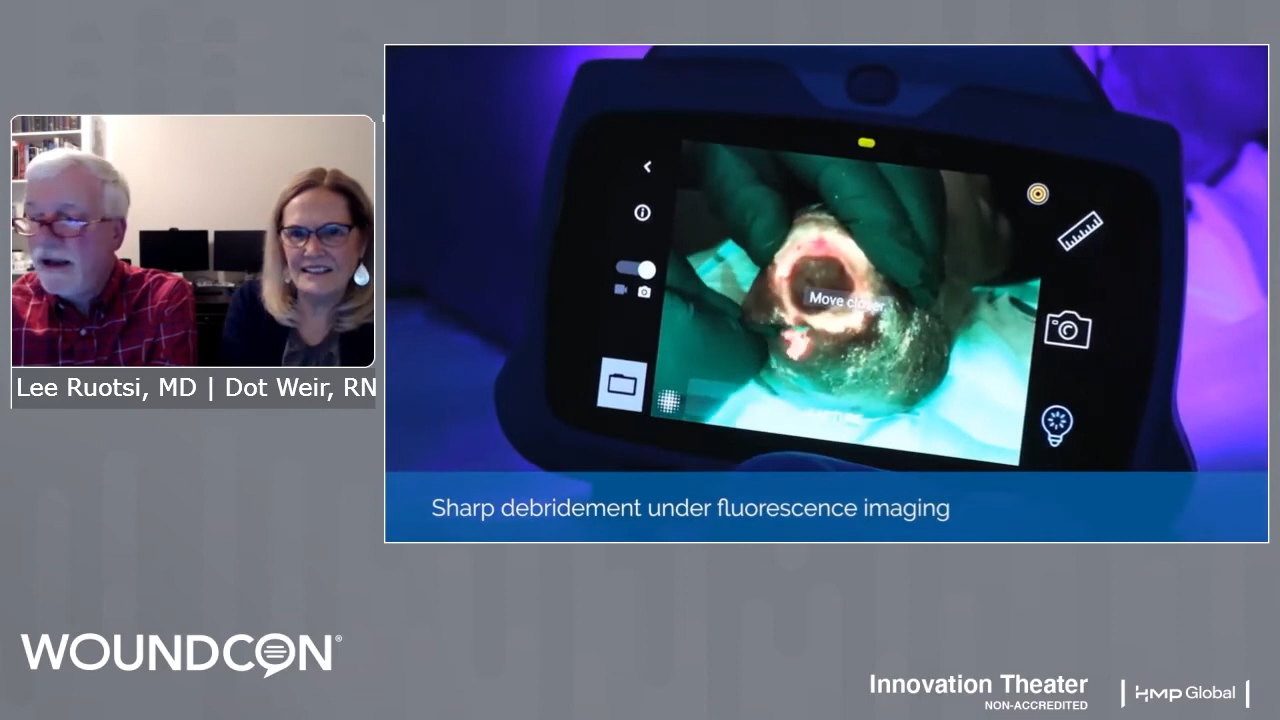 Move closer
Lee Ruotsi, MD | Dot Weir, RN
Sharp debridement under fluorescence imaging
WOUNDCON®
Innovation Theater
NON-ACCREDITED
HMP Global